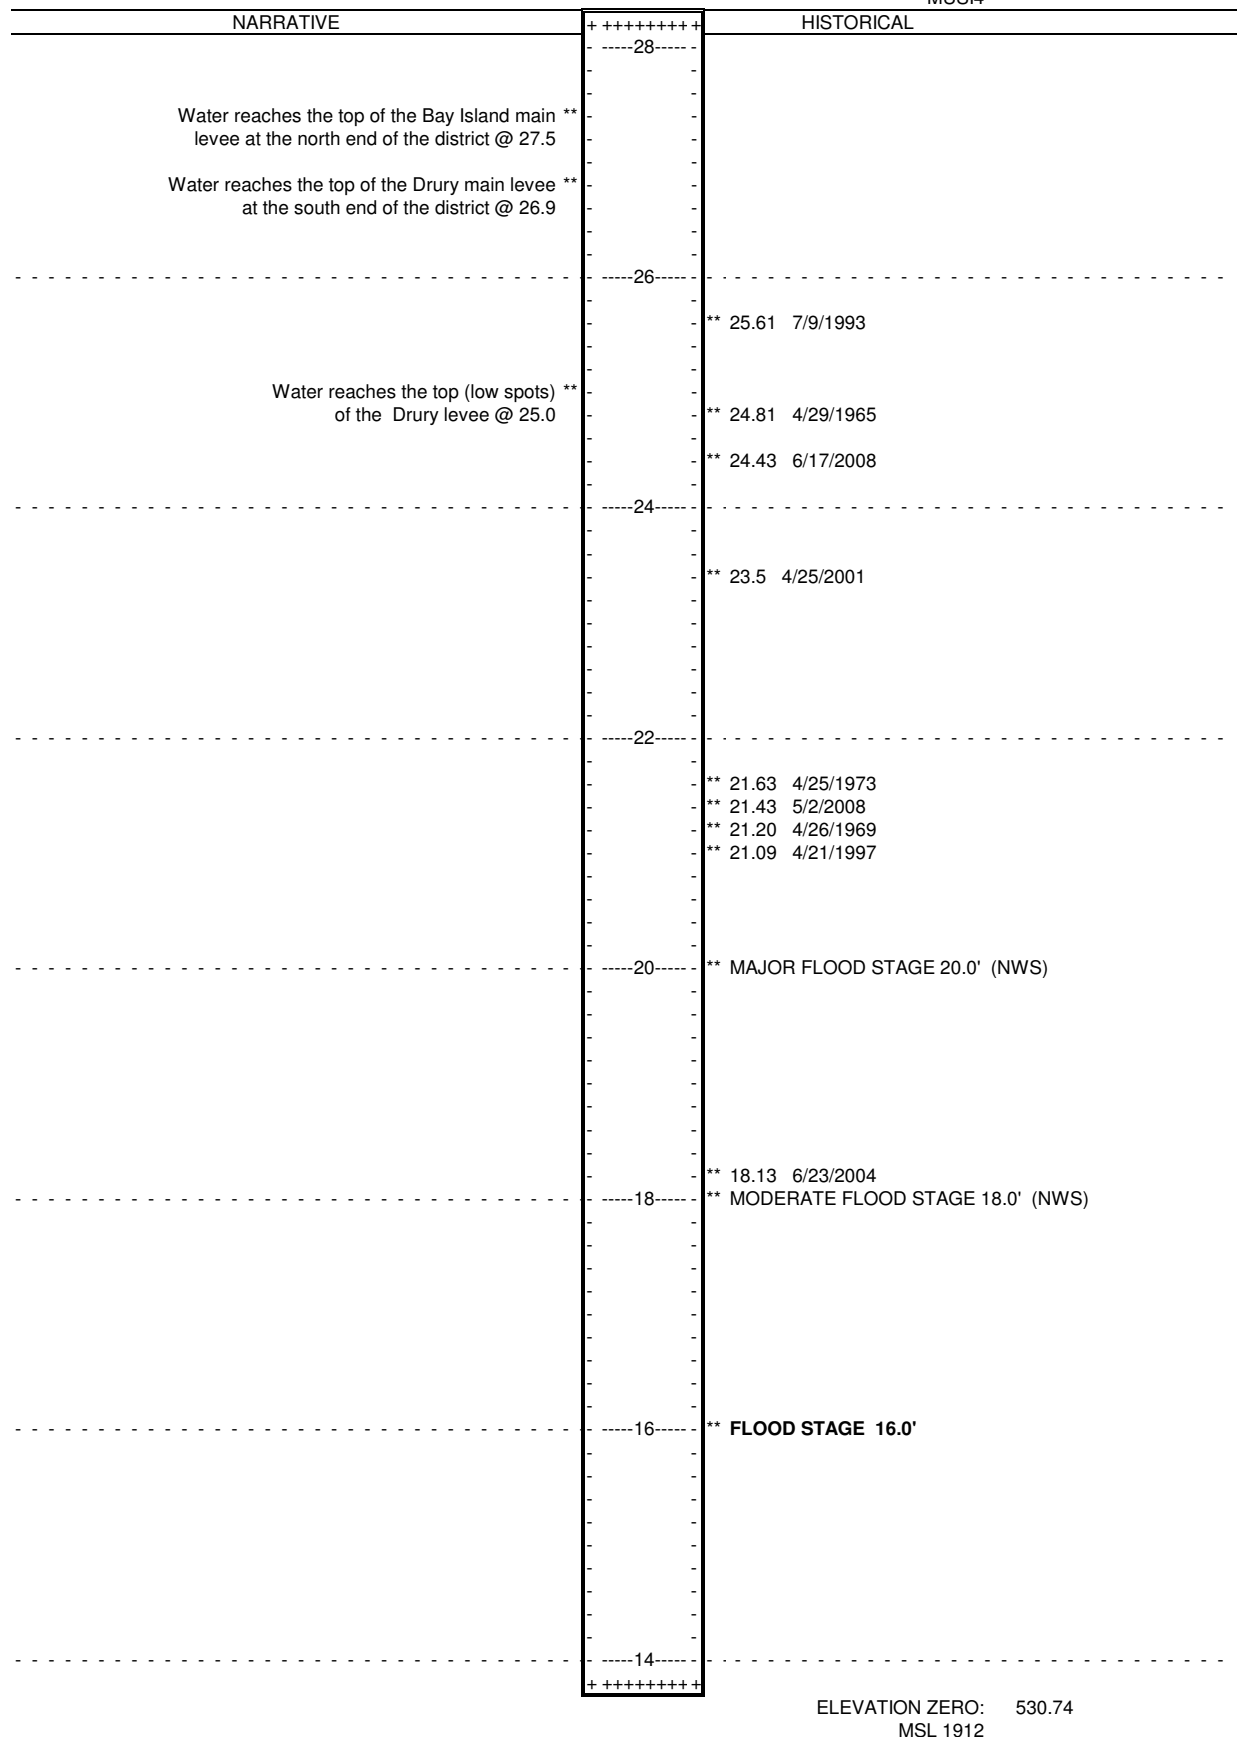 NARRATIVE HISTORICAL
+ ++++++++ +
- -----28----- -
Water reaches the top of the Bay Island main **
levee at the north end of the district @ 27.5
Water reaches the top of the Drury main levee **
at the south end of the district @ 26.9
-----26-----
** 25.61 7/9/1993
Water reaches the top (low spots) **
of the Drury levee @ 25.0
** 24.81 4/29/1965
** 24.43 6/17/2008
-----24-----
** 23.5 4/25/2001
-----22-----
** 21.63 4/25/1973
** 21.43 5/2/2008
** 21.20 4/26/1969
** 21.09 4/21/1997
-----20----- - ** MAJOR FLOOD STAGE 20.0' (NWS)
** 18.13 6/23/2004
-----18----- - ** MODERATE FLOOD STAGE 18.0' (NWS)
-----16----- - ** FLOOD STAGE 16.0'
-----14-----
+ ++++++++ +
ELEVATION ZERO: 530.74
MSL 1912